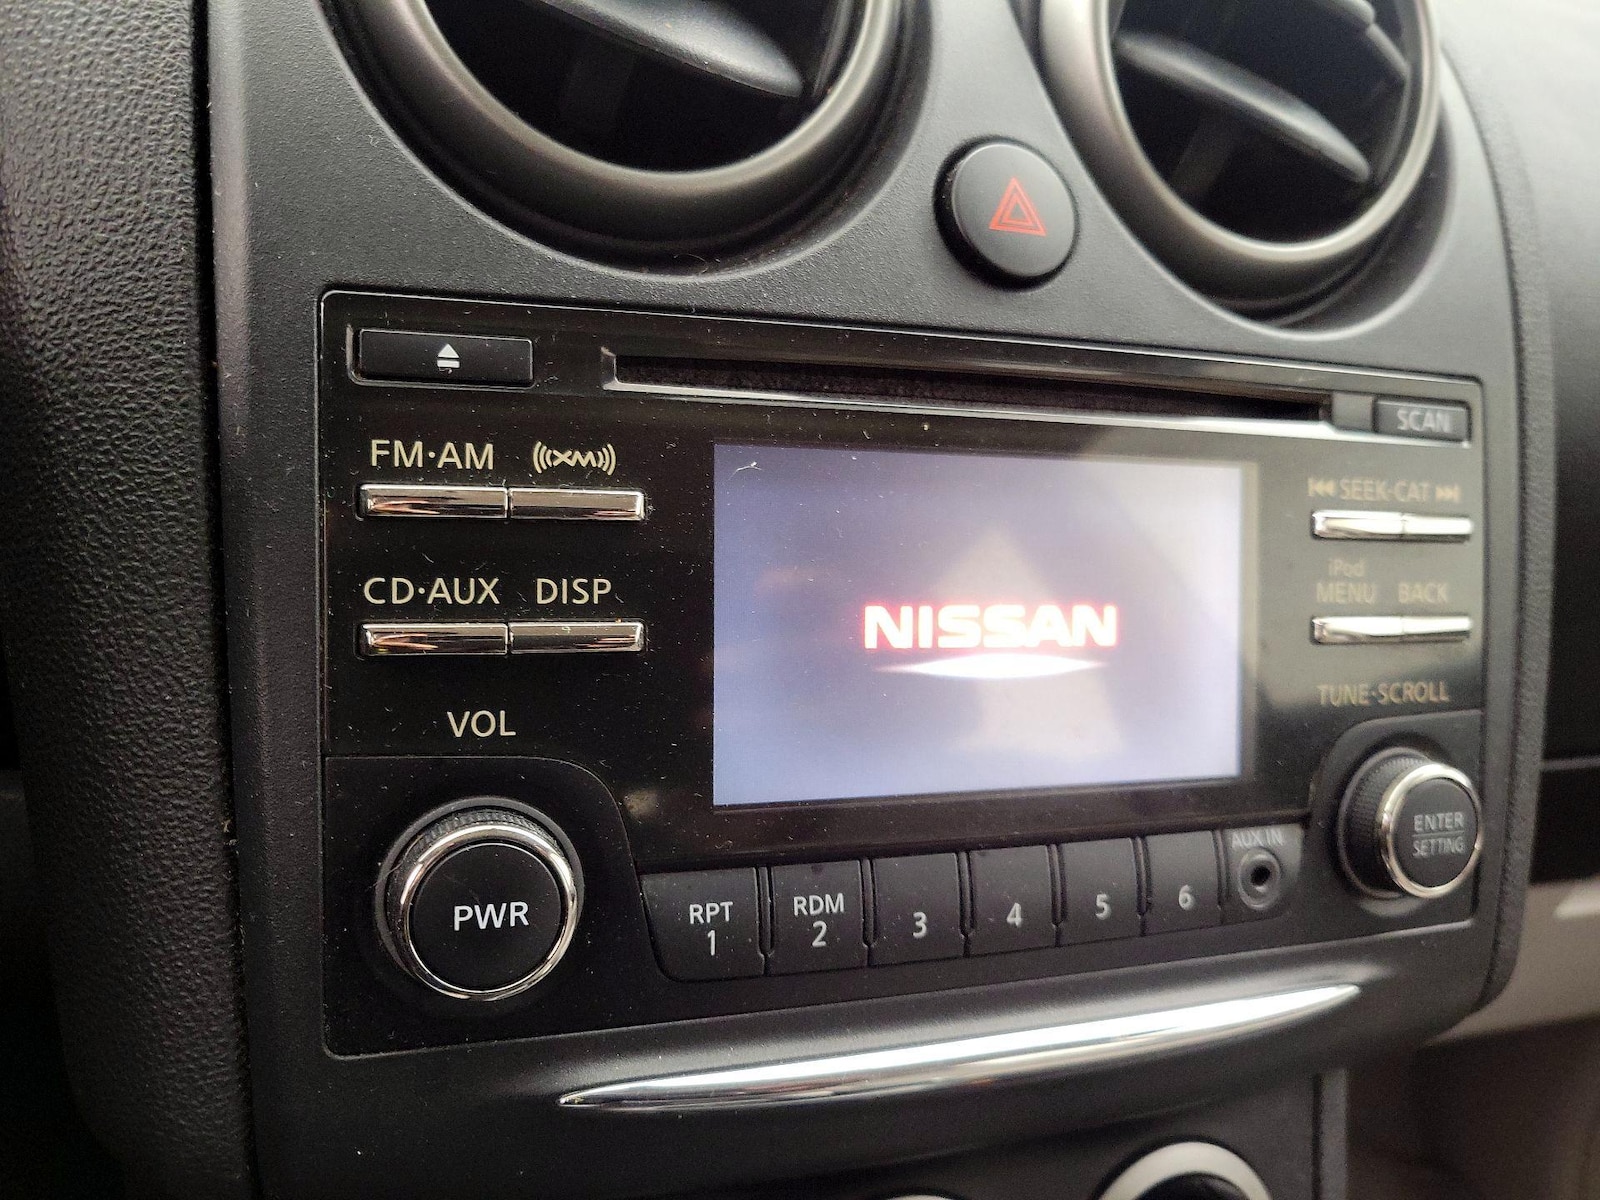 SCAN
FM·AM XM
SEEK·CAT
iPod
CD·AUX DISP
MENU BACK
NISSAN
TUNE·SCROLL
VOL
ENTER
SETTING
AUX IN
PWR
RPT
1
RDM
2
3
4
5
6